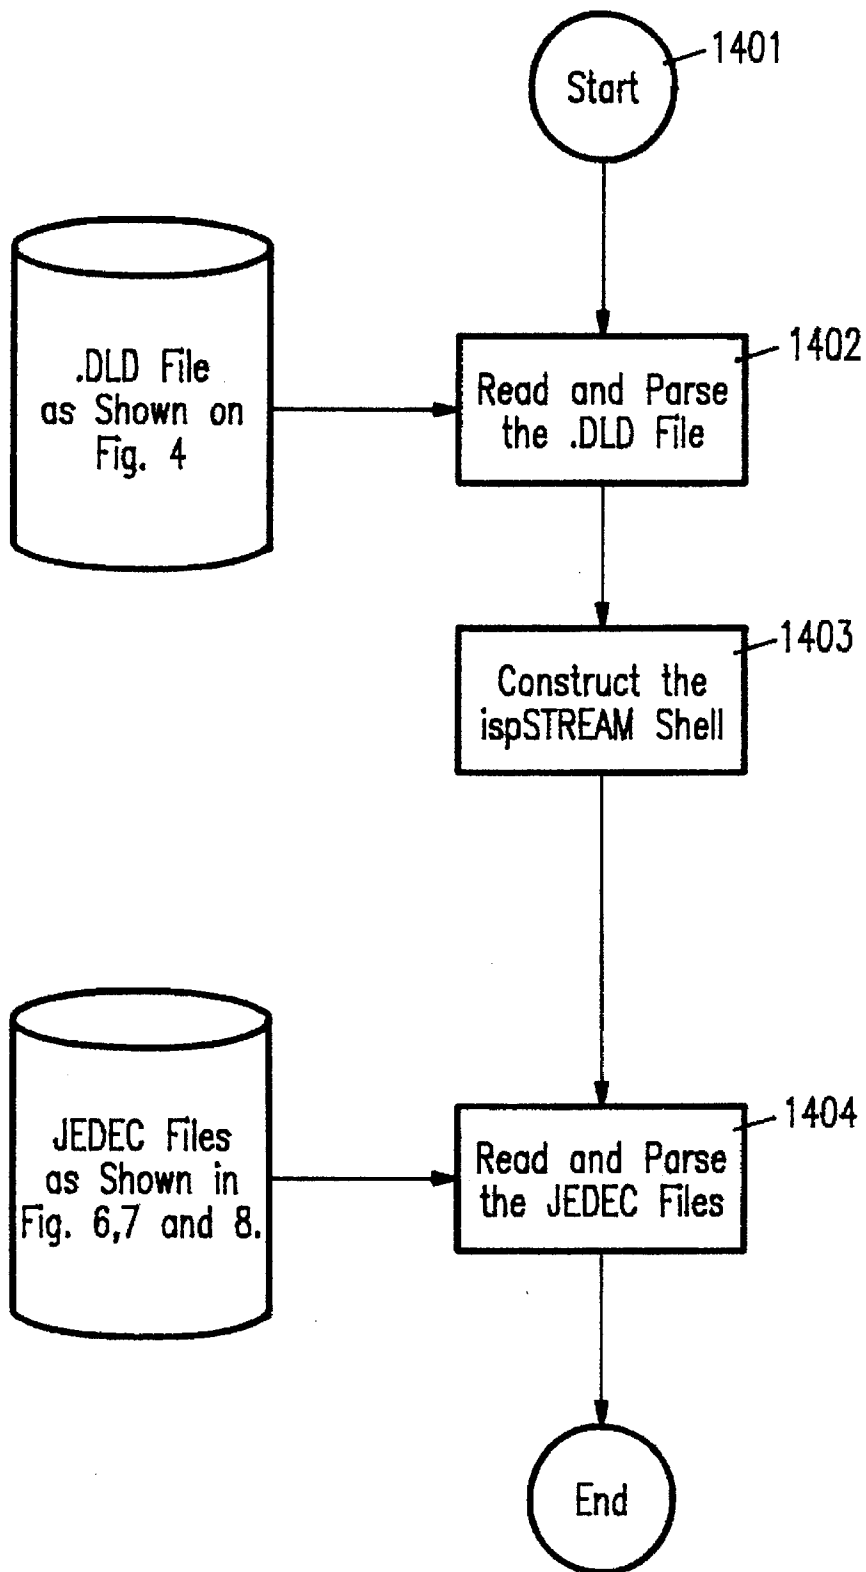 Start
1401
.DLD File
as Shown on
Fig. 4
Read and Parse
the .DLD File
1402
Construct the
ispSTREAM Shell
1403
JEDEC Files
as Shown in
Fig. 6,7 and 8.
Read and Parse
the JEDEC Files
1404
End